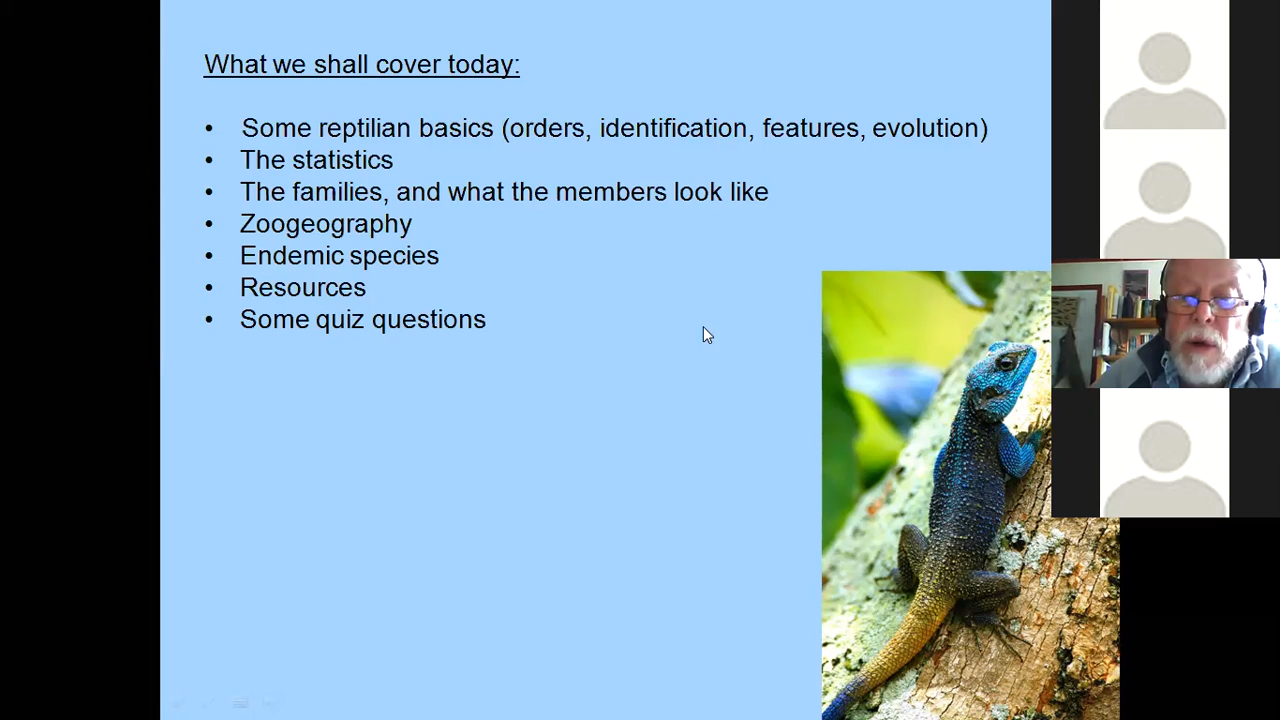 What we shall cover today:
• Some reptilian basics (orders, identification, features, evolution)
• The statistics
• The families, and what the members look like
• Zoogeography
• Endemic species
• Resources
• Some quiz questions